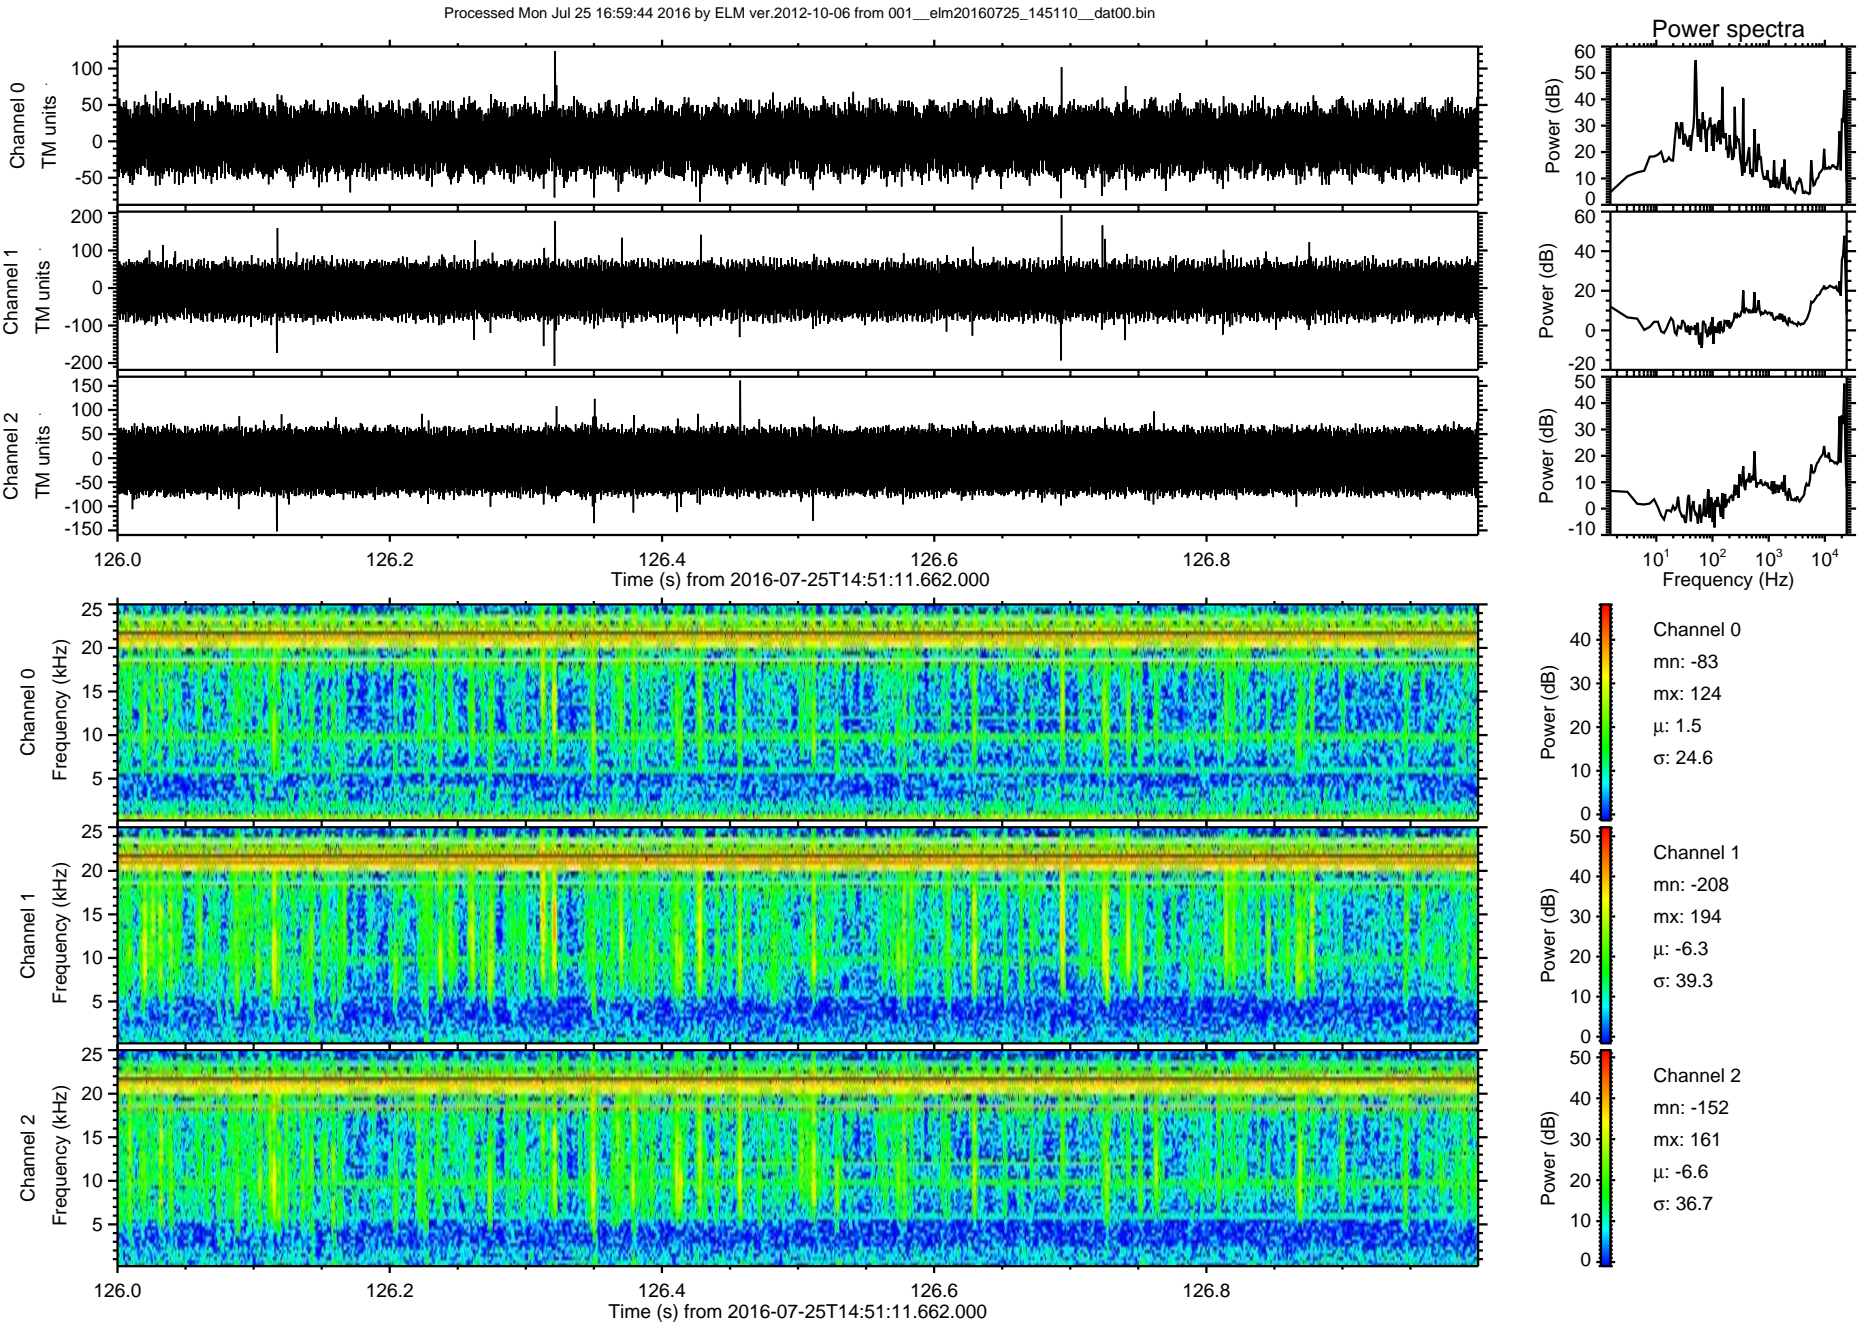 Processed Mon Jul 25 16:59:44 2016 by ELM ver.2012-10-06 from 001__elm20160725_145110__dat00.bin
Power spectra
Channel 0
TM units
100
50
0
-50
Power (dB)
60
50
40
30
20
10
0
Channel 1
TM units
200
100
0
-100
-200
Power (dB)
60
40
20
0
-20
Channel 2
TM units
150
100
50
0
-50
-100
-150
Power (dB)
50
40
30
20
10
0
-10
126.0 126.2 126.4 126.6 126.8
Time (s) from 2016-07-25T14:51:11.662.000
10^1 10^2 10^3 10^4
Frequency (Hz)
Channel 0
Frequency (kHz)
25
20
15
10
5
Power (dB)
40
30
20
10
0
Channel 0
mn: -83
mx: 124
μ: 1.5
σ: 24.6
Channel 1
Frequency (kHz)
25
20
15
10
5
Power (dB)
50
40
30
20
10
0
Channel 1
mn: -208
mx: 194
μ: -6.3
σ: 39.3
Channel 2
Frequency (kHz)
25
20
15
10
5
Power (dB)
50
40
30
20
10
0
Channel 2
mn: -152
mx: 161
μ: -6.6
σ: 36.7
126.0 126.2 126.4 126.6 126.8
Time (s) from 2016-07-25T14:51:11.662.000